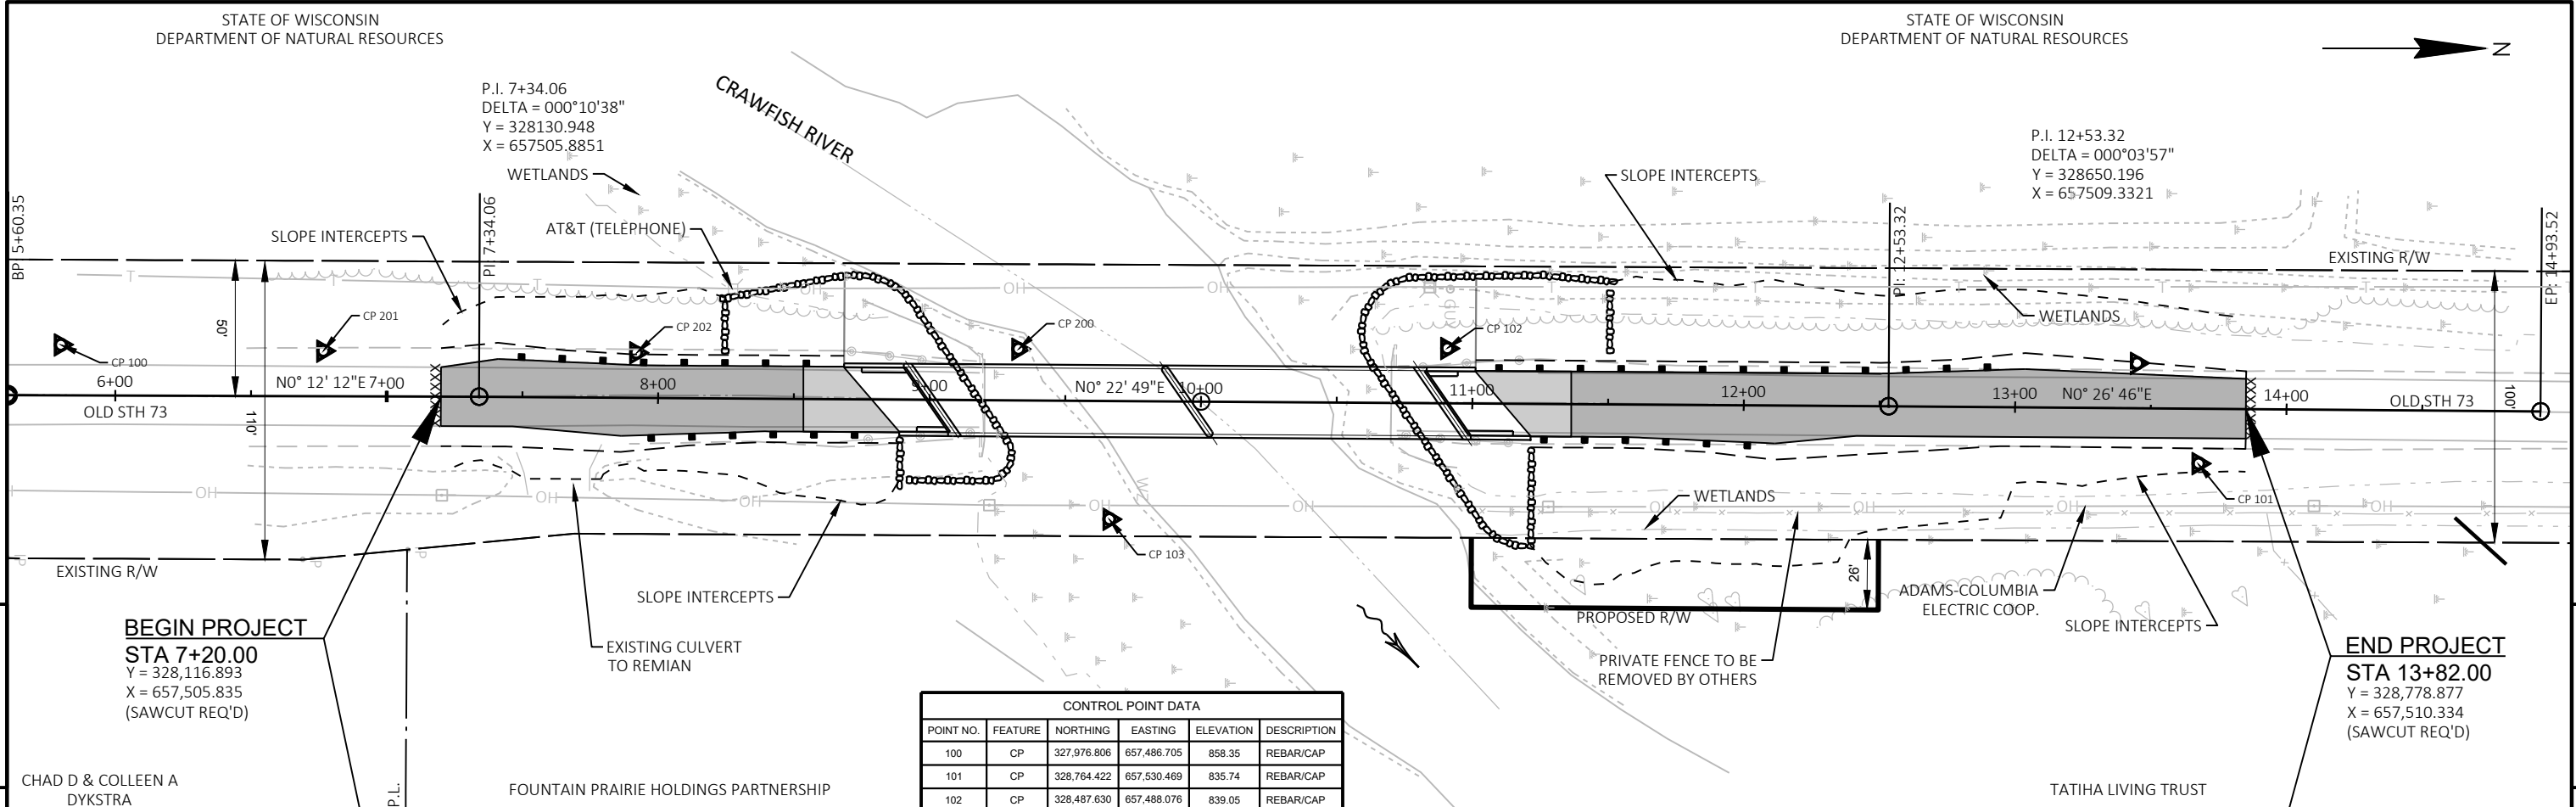 STATE OF WISCONSIN
DEPARTMENT OF NATURAL RESOURCES
STATE OF WISCONSIN
DEPARTMENT OF NATURAL RESOURCES
N
P.I. 7+34.06
DELTA = 000°10'38"
Y = 328130.948
X = 657505.8851
CRAWFISH RIVER
P.I. 12+53.32
DELTA = 000°03'57"
Y = 328650.196
X = 657509.3321
WETLANDS
SLOPE INTERCEPTS
BP: 5+60.35
PI: 7+34.06
AT&T (TELEPHONE)
SLOPE INTERCEPTS
PI: 12+53.32
EP: 14+93.52
EXISTING R/W
T
T
T
OH
OH
OH
OH
T
T
WETLANDS
WETLANDS
50'
110'
100'
CP 201
CP 202
CP 200
CP 102
CP 100
6+00
N0° 12' 12"E
7+00
8+00
9+00
N0° 22' 49"E
10+00
11+00
12+00
13+00
N0° 26' 46"E
14+00
OLD STH 73
OLD STH 73
OH
OH
OH
OH
OH
OH
OH
OH
OH
OH
WETLANDS
CP 101
CP 103
EXISTING R/W
26'
SLOPE INTERCEPTS
PROPOSED R/W
ADAMS-COLUMBIA
ELECTRIC COOP.
SLOPE INTERCEPTS
BEGIN PROJECT
STA 7+20.00
Y = 328,116.893
X = 657,505.835
(SAWCUT REQ'D)
EXISTING CULVERT
TO REMIAN
PRIVATE FENCE TO BE
REMOVED BY OTHERS
END PROJECT
STA 13+82.00
Y = 328,778.877
X = 657,510.334
(SAWCUT REQ'D)
CONTROL POINT DATA
POINT NO. FEATURE NORTHING EASTING ELEVATION DESCRIPTION
100 CP 327,976.806 657,486.705 858.35 REBAR/CAP
101 CP 328,764.422 657,530.469 835.74 REBAR/CAP
102 CP 328,487.630 657,488.076 839.05 REBAR/CAP
CHAD D & COLLEEN A
DYKSTRA
P.L.
FOUNTAIN PRAIRIE HOLDINGS PARTNERSHIP
TATIHA LIVING TRUST